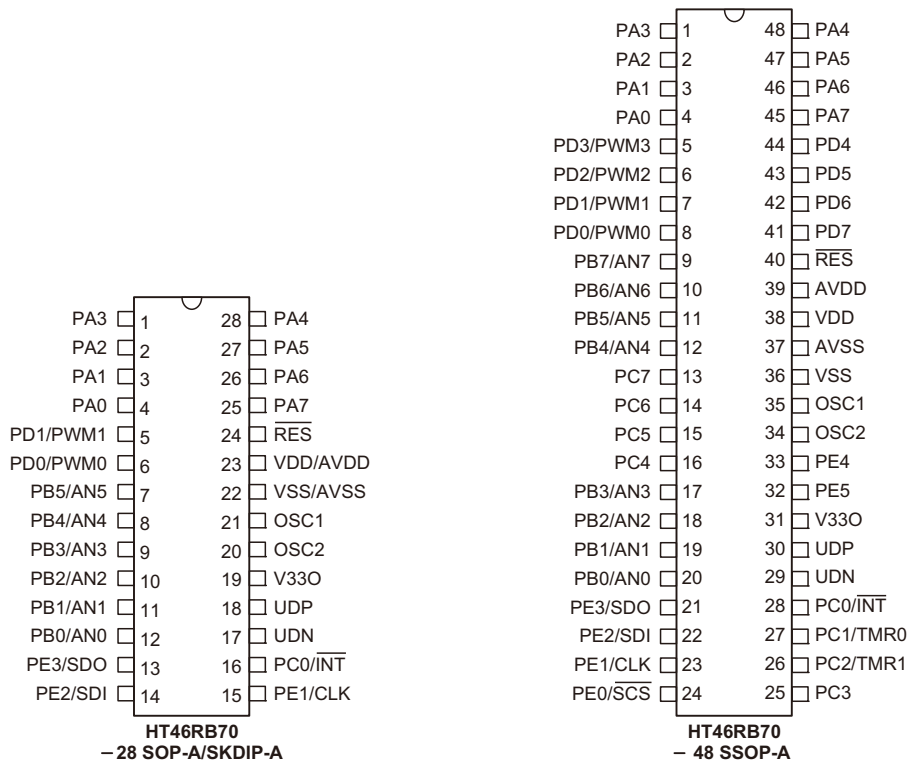 PA3 1 28 PA4
PA2 2 27 PA5
PA1 3 26 PA6
PA0 4 25 PA7
PD1/PWM1 5 24 RES
PD0/PWM0 6 23 VDD/AVDD
PB5/AN5 7 22 VSS/AVSS
PB4/AN4 8 21 OSC1
PB3/AN3 9 20 OSC2
PB2/AN2 10 19 V33O
PB1/AN1 11 18 UDP
PB0/AN0 12 17 UDN
PE3/SDO 13 16 PC0/INT
PE2/SDI 14 15 PE1/CLK
HT46RB70
– 28 SOP-A/SKDIP-A
PA3 1 48 PA4
PA2 2 47 PA5
PA1 3 46 PA6
PA0 4 45 PA7
PD3/PWM3 5 44 PD4
PD2/PWM2 6 43 PD5
PD1/PWM1 7 42 PD6
PD0/PWM0 8 41 PD7
PB7/AN7 9 40 RES
PB6/AN6 10 39 AVDD
PB5/AN5 11 38 VDD
PB4/AN4 12 37 AVSS
PC7 13 36 VSS
PC6 14 35 OSC1
PC5 15 34 OSC2
PC4 16 33 PE4
PB3/AN3 17 32 PE5
PB2/AN2 18 31 V33O
PB1/AN1 19 30 UDP
PB0/AN0 20 29 UDN
PE3/SDO 21 28 PC0/INT
PE2/SDI 22 27 PC1/TMR0
PE1/CLK 23 26 PC2/TMR1
PE0/SCS 24 25 PC3
HT46RB70
– 48 SSOP-A